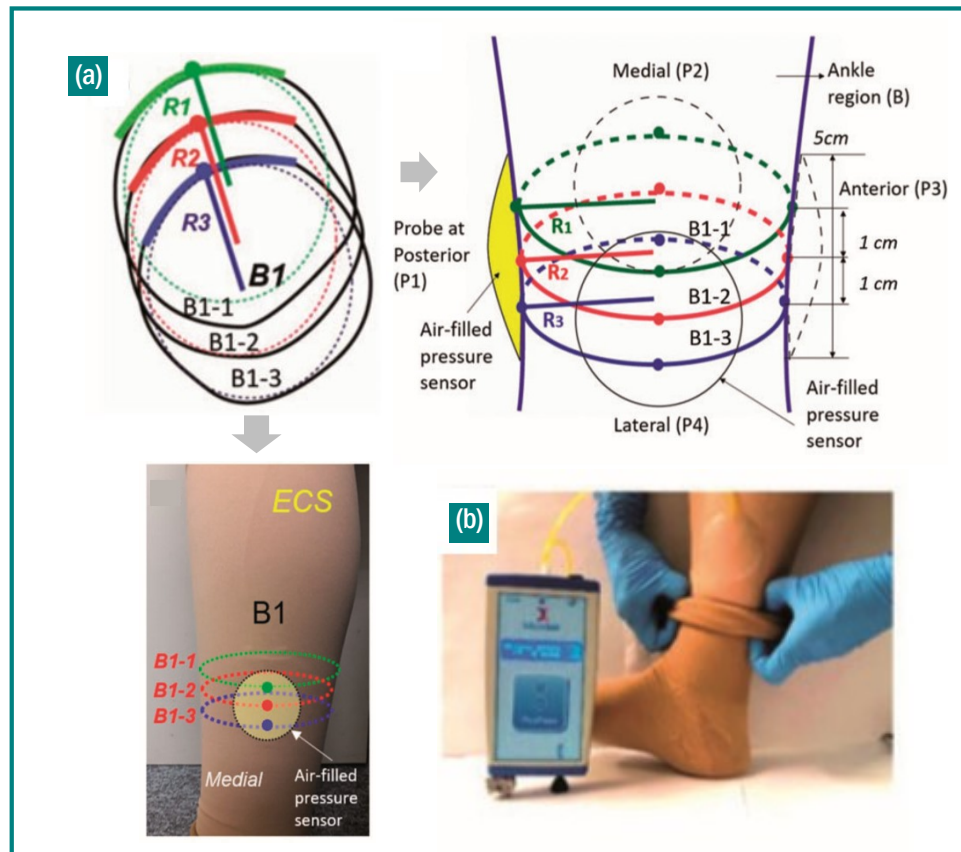 (a)
R1
R2
R3
B1
B1-1
B1-2
B1-3
Medial (P2)
Ankle
region (B)
5cm
Anterior (P3)
Probe at
Posterior
(P1)
R1
B1-1
1 cm
R2
B1-2
1 cm
R3
B1-3
Air-filled
pressure
sensor
Air-filled
pressure
sensor
Lateral (P4)
ECS
B1
B1-1
B1-2
B1-3
Medial
Air-filled
pressure
sensor
(b)